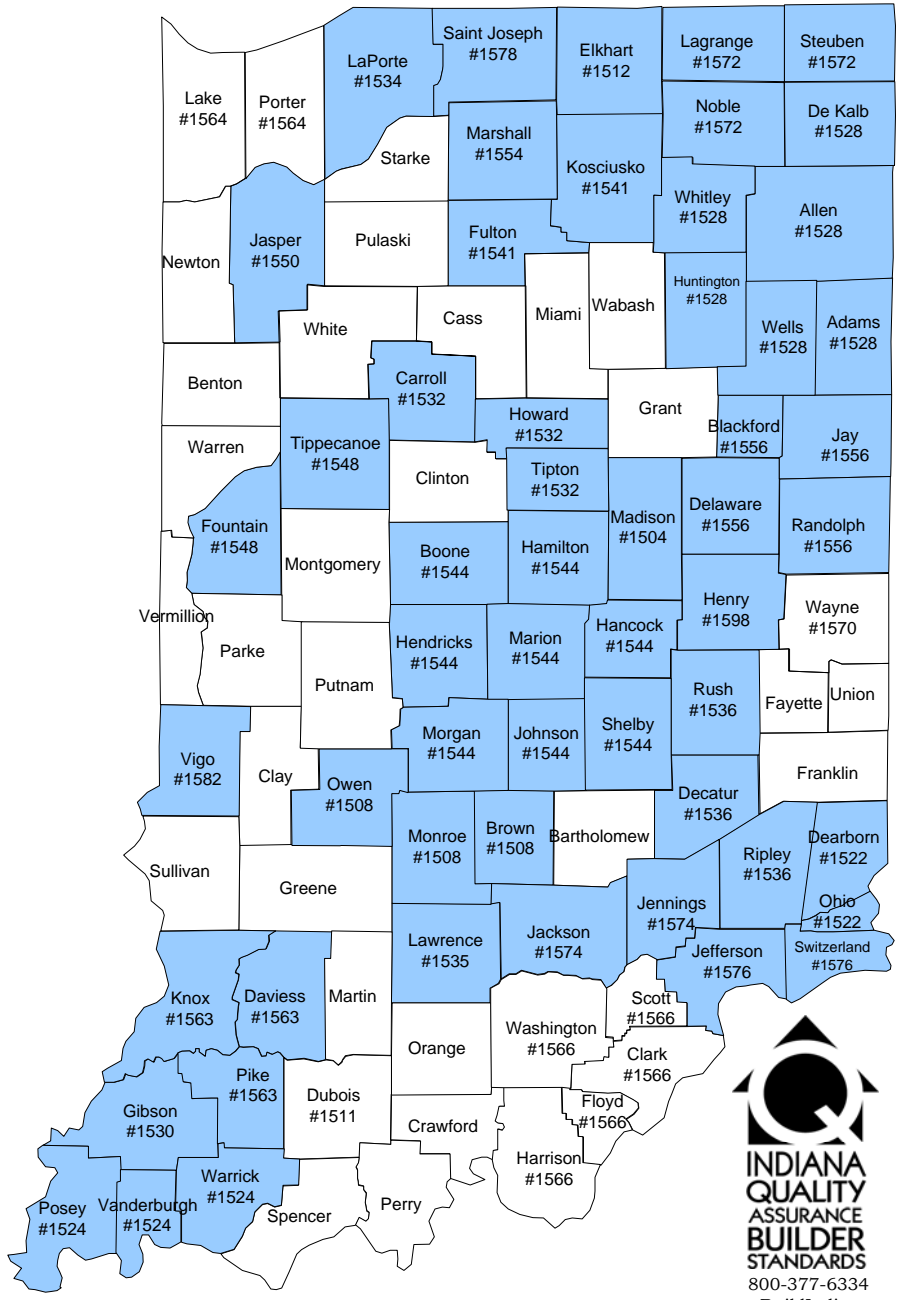 Saint Joseph
#1578
LaPorte
#1534
Elkhart
#1512
Lagrange
#1572
Steuben
#1572
Lake
#1564
Porter
#1564
Noble
#1572
De Kalb
#1528
Marshall
#1554
Starke
Kosciusko
#1541
Whitley
#1528
Allen
#1528
Newton
Jasper
#1550
Pulaski
Fulton
#1541
Huntington
#1528
White
Cass
Miami
Wabash
Wells
#1528
Adams
#1528
Benton
Carroll
#1532
Howard
#1532
Grant
Blackford
#1556
Jay
#1556
Warren
Tippecanoe
#1548
Clinton
Tipton
#1532
Madison
#1504
Delaware
#1556
Randolph
#1556
Fountain
#1548
Montgomery
Boone
#1544
Hamilton
#1544
Henry
#1598
Wayne
#1570
Vermillion
Parke
Putnam
Hendricks
#1544
Marion
#1544
Hancock
#1544
Rush
#1536
Fayette
Union
Vigo
#1582
Clay
Owen
#1508
Morgan
#1544
Johnson
#1544
Shelby
#1544
Decatur
#1536
Franklin
Sullivan
Greene
Monroe
#1508
Brown
#1508
Bartholomew
Ripley
#1536
Dearborn
#1522
Ohio
#1522
Lawrence
#1535
Jackson
#1574
Jennings
#1574
Jefferson
#1576
Switzerland
#1576
Knox
#1563
Daviess
#1563
Martin
Orange
Washington
#1566
Scott
#1566
Clark
#1566
Pike
#1563
Gibson
#1530
Dubois
#1511
Crawford
Harrison
#1566
Floyd
#1566
Posey
#1524
Vanderburgh
#1524
Warrick
#1524
Spencer
Perry
INDIANA
QUALITY
ASSURANCE
BUILDER
STANDARDS
800-377-6334